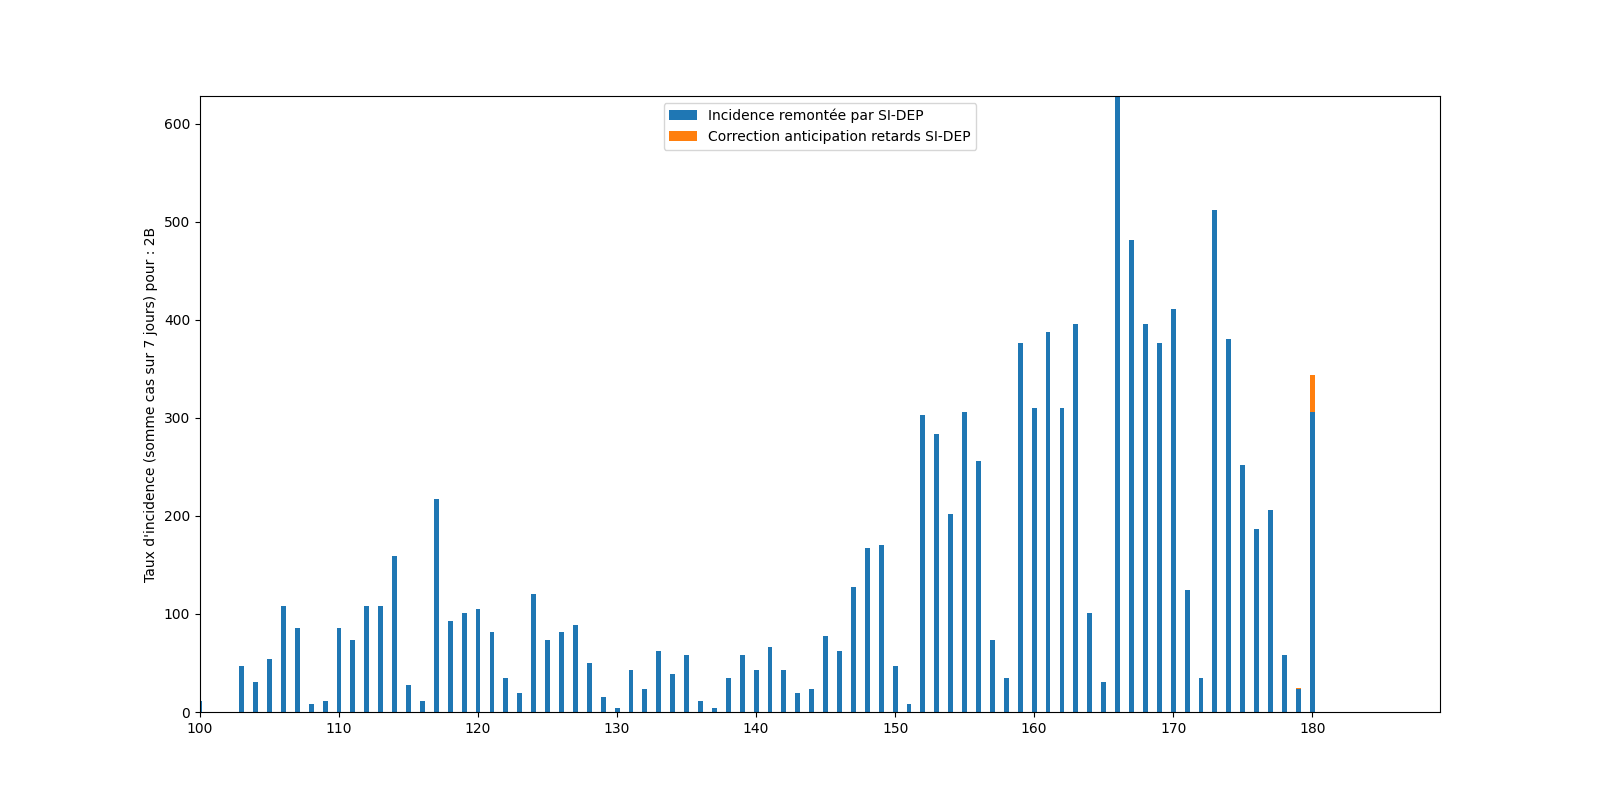 Incidence remontée par SI-DEP
Correction anticipation retards SI-DEP
Taux d'incidence (somme cas sur 7 jours) pour : 2B
600
500
400
300
200
100
0
100 110 120 130 140 150 160 170 180